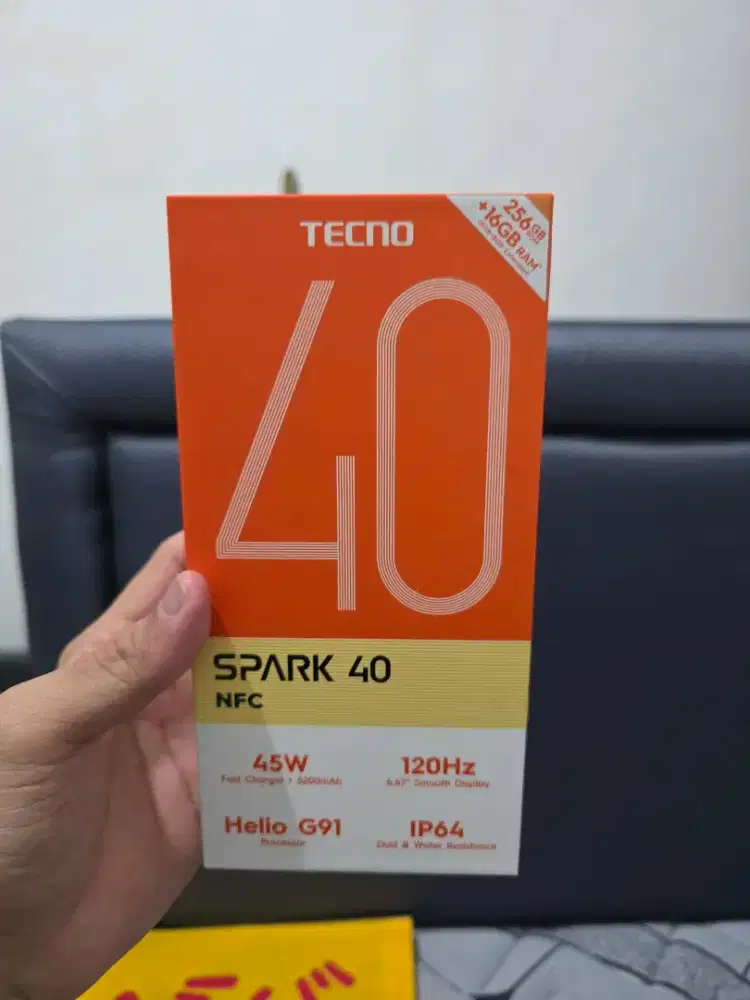 TECNO
256GB
ROM
+16GB RAM*
40
SPARK 40
NFC
45W
Fast Charger + 5200mAh
120Hz
6.67" Smooth Display
Helio G91
Processor
IP64
Dust & Water Resistance